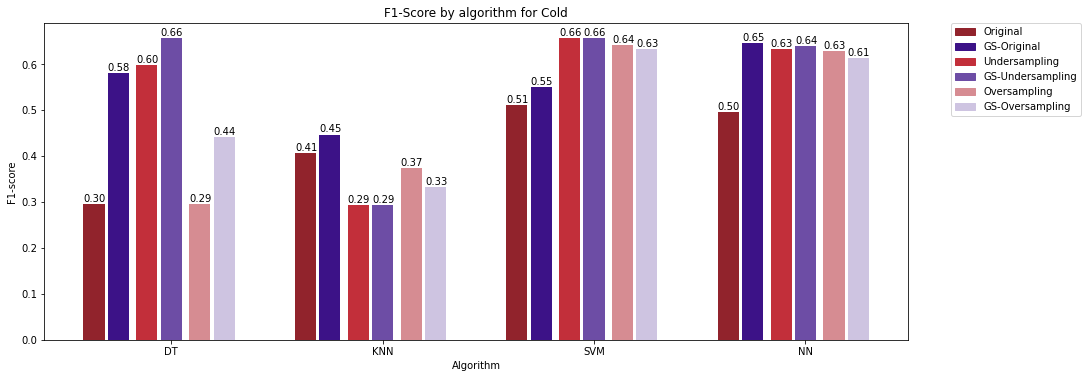 F1-Score by algorithm for Cold
F1-score
0.6
0.5
0.4
0.3
0.2
0.1
0.0
0.30
0.58
0.60
0.66
0.29
0.44
0.41
0.45
0.29
0.29
0.37
0.33
0.51
0.55
0.66
0.66
0.64
0.63
0.50
0.65
0.63
0.64
0.63
0.61
DT
KNN
SVM
NN
Algorithm
Original
GS-Original
Undersampling
GS-Undersampling
Oversampling
GS-Oversampling